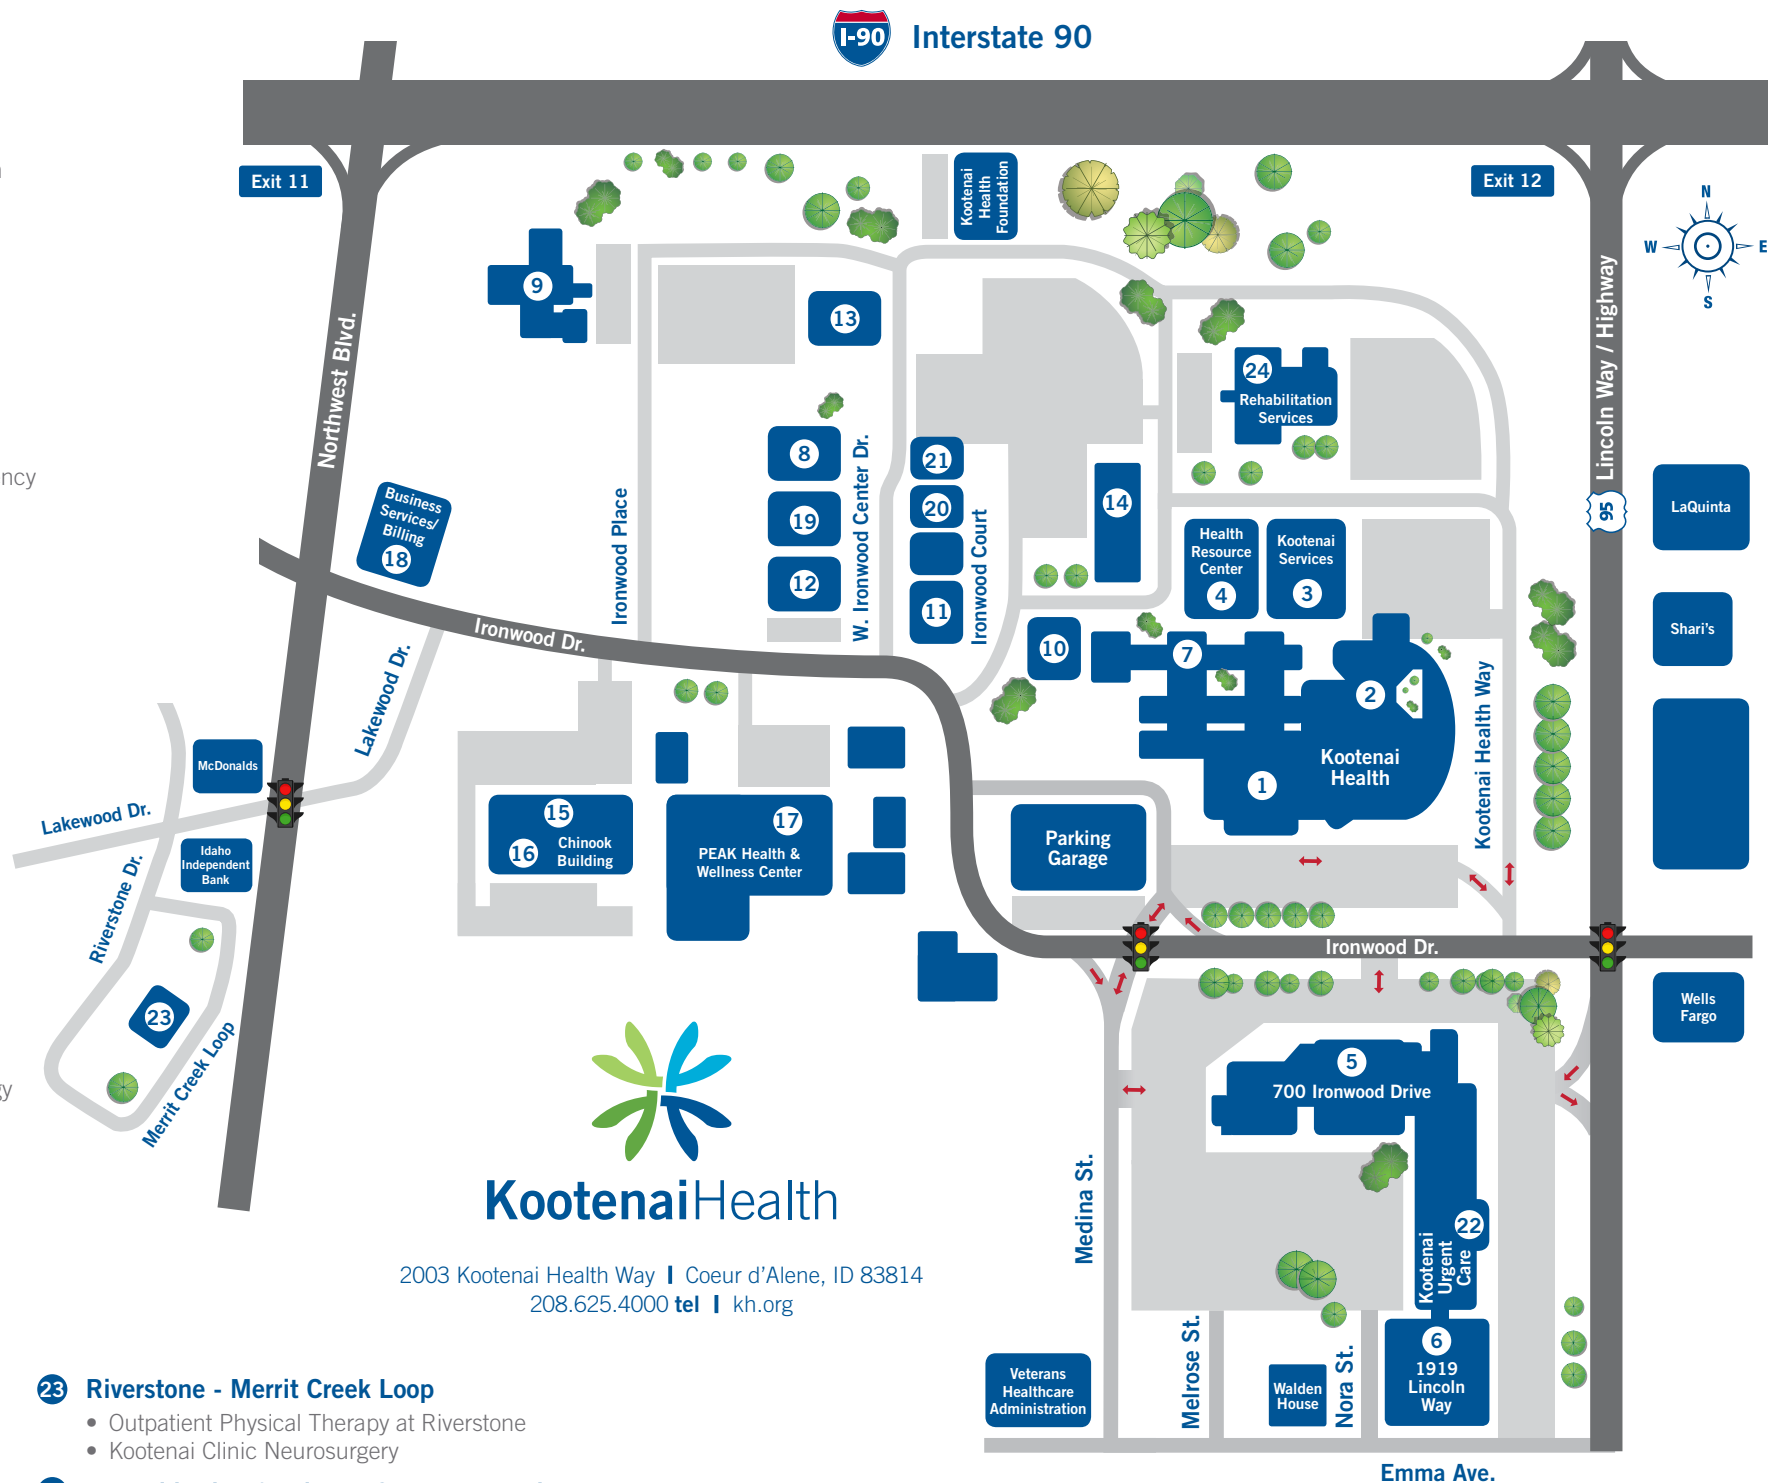 I-90 Interstate 90
Exit 11
Exit 12
Kootenai
Health
Foundation
N
W
E
S
9
13
Northwest Blvd.
Lincoln Way / Highway
95
24
Rehabilitation
Services
ncy
8
21
19
20
12
11
14
W. Ironwood Center Dr.
Ironwood Court
Ironwood Place
Business
Services/
Billing
18
Health
Resource
Center
4
Kootenai
Services
3
LaQuinta
Shari's
Ironwood Dr.
Lakewood Dr.
10
7
2
Kootenai
Health
1
Kootenai Health Way
McDonalds
Lakewood Dr.
Idaho
Independent
Bank
Riverstone Dr.
23
Merrit Creek Loop
15
16
Chinook
Building
17
PEAK Health &
Wellness Center
Parking
Garage
Ironwood Dr.
Wells
Fargo
5
700 Ironwood Drive
gy
Medina St.
22
Kootenai
Urgent
Care
KootenaiHealth
2003 Kootenai Health Way | Coeur d'Alene, ID 83814
208.625.4000 tel | kh.org
6
1919
Lincoln
Way
Veterans
Healthcare
Administration
Melrose St.
Walden
House
Nora St.
Emma Ave.
23 Riverstone - Merrit Creek Loop
• Outpatient Physical Therapy at Riverstone
• Kootenai Clinic Neurosurgery